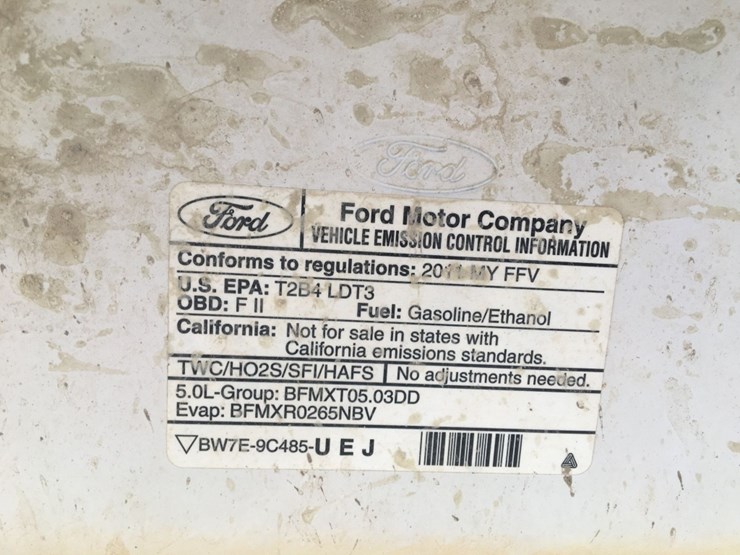 Ford
Ford Ford Motor Company
VEHICLE EMISSION CONTROL INFORMATION
Conforms to regulations: 2011 MY FFV
U.S. EPA: T2B4 LDT3
OBD: F II Fuel: Gasoline/Ethanol
California: Not for sale in states with
California emissions standards.
TWC/HO2S/SFI/HAFS No adjustments needed.
5.0L-Group: BFMXT05.03DD
Evap: BFMXR0265NBV
BW7E-9C485-U E J